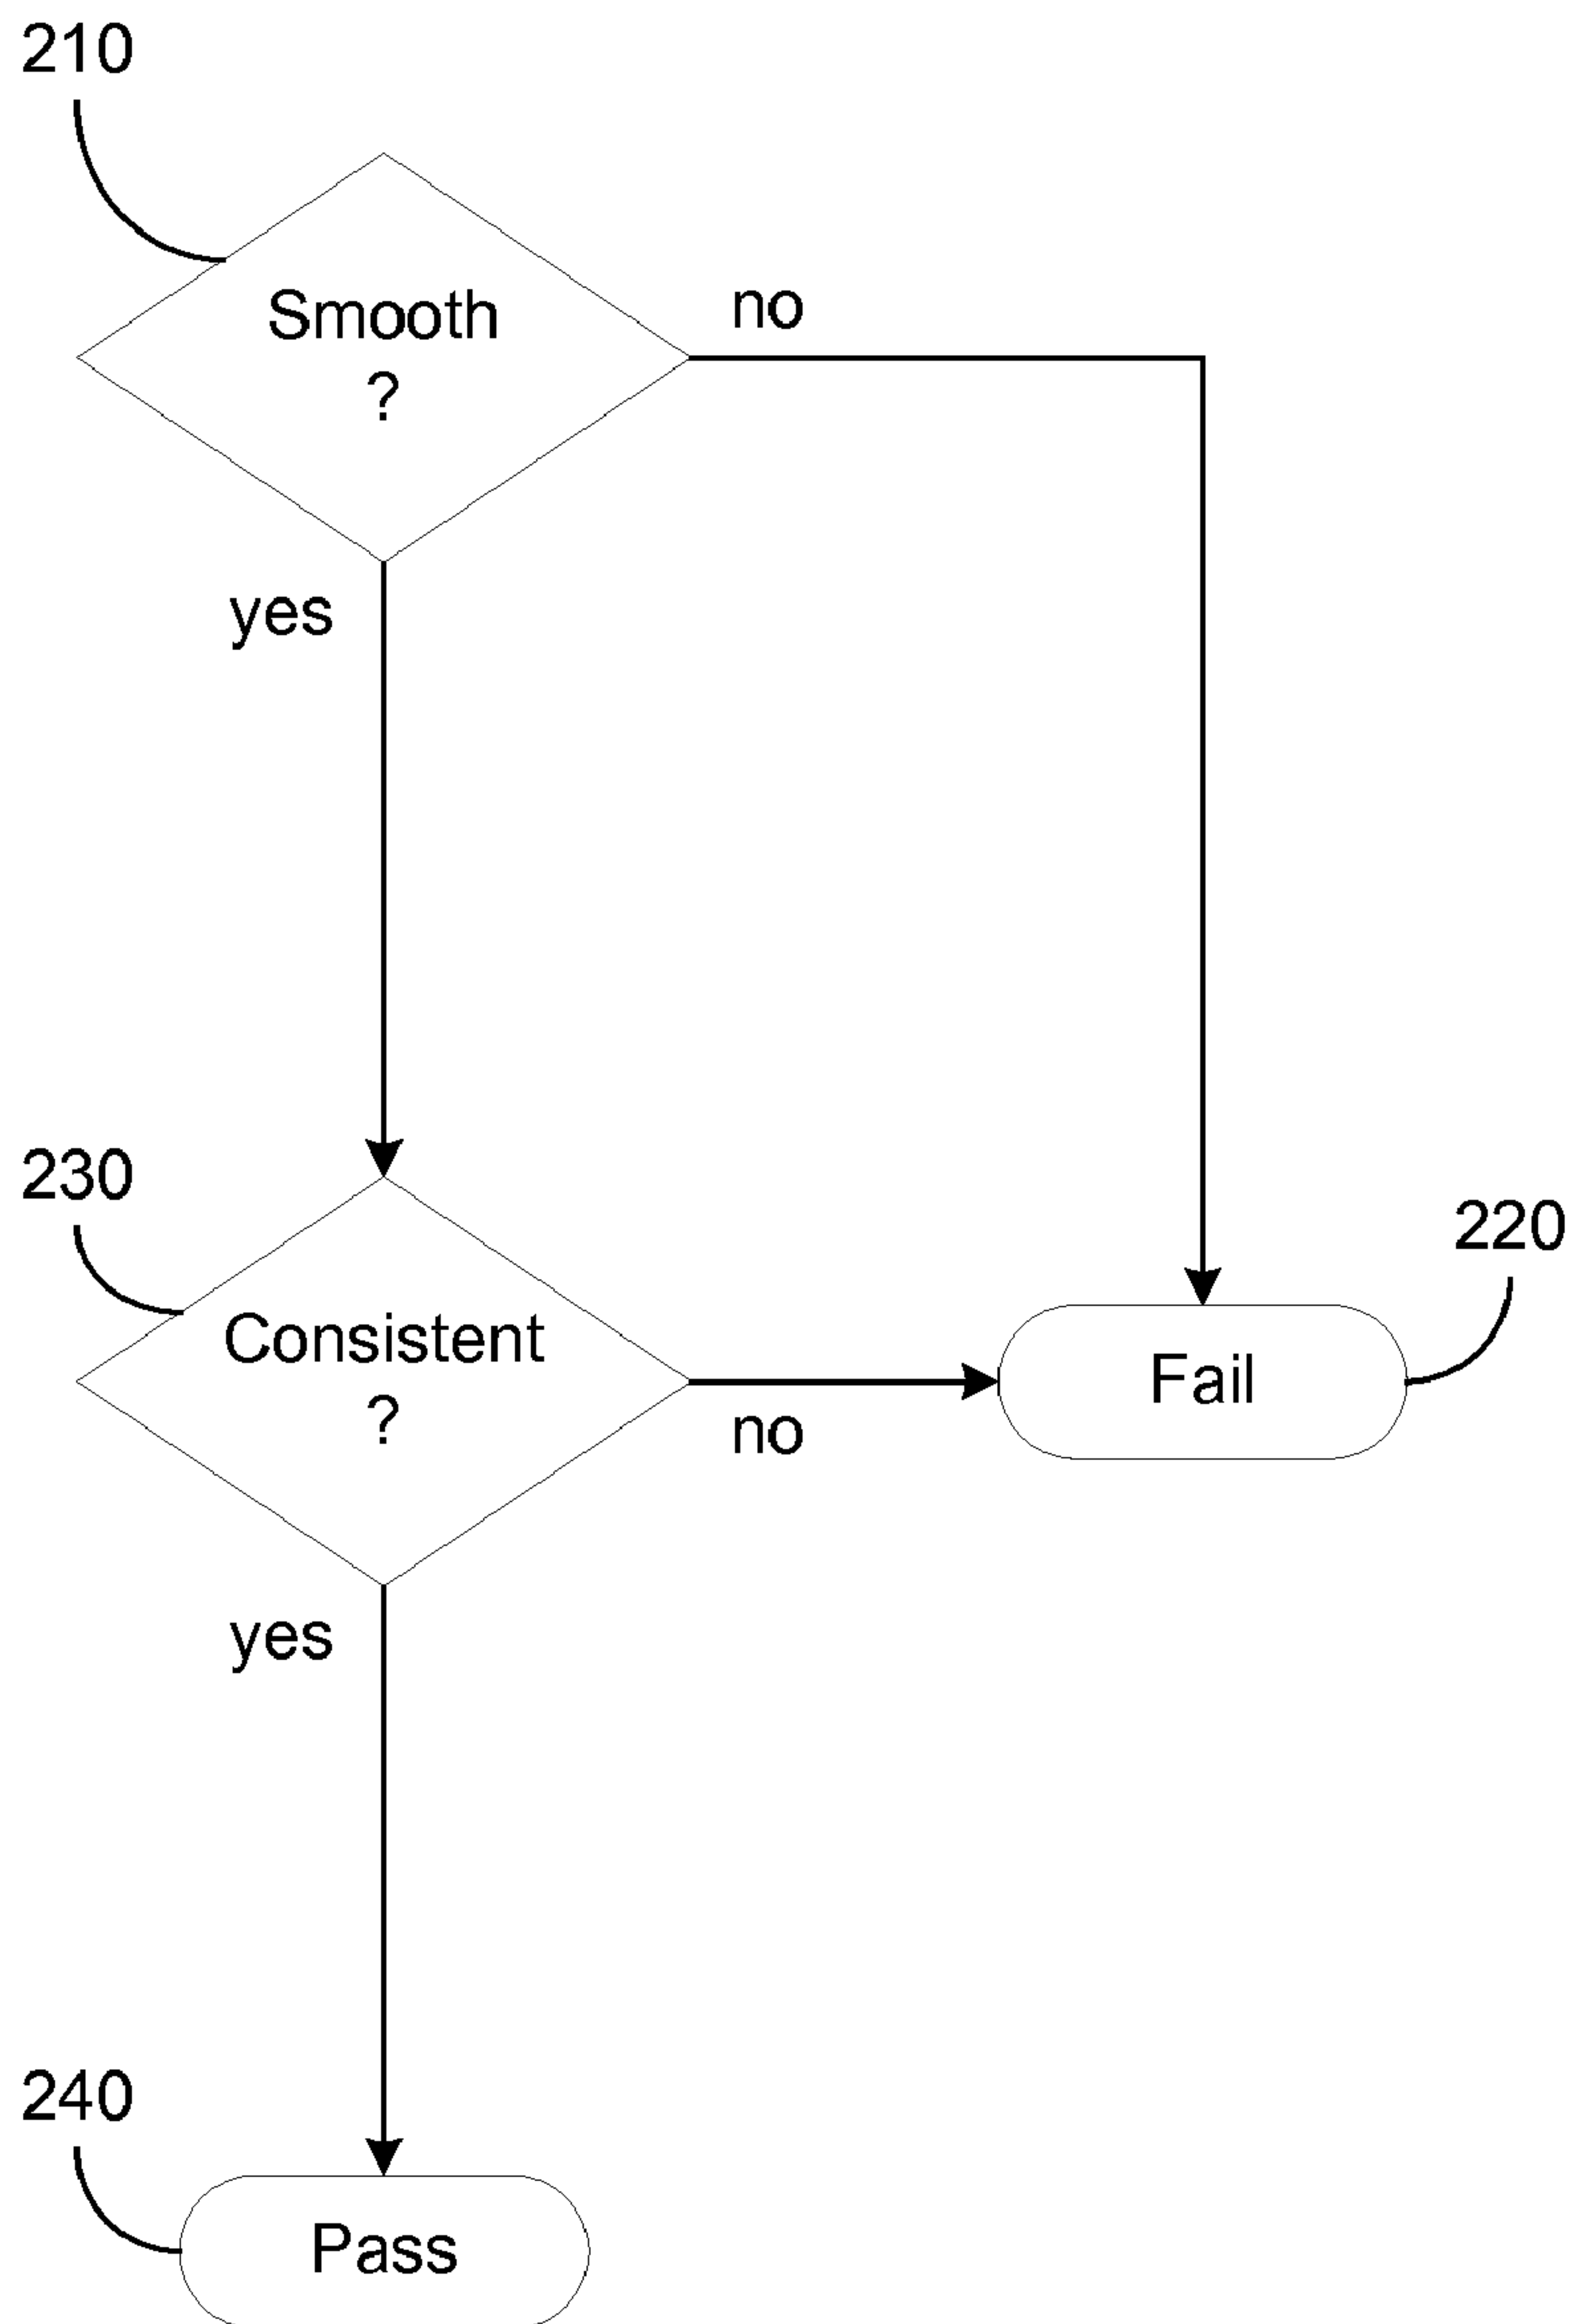 210
Smooth
?
no
yes
230
220
Consistent
?
Fail
no
yes
240
Pass